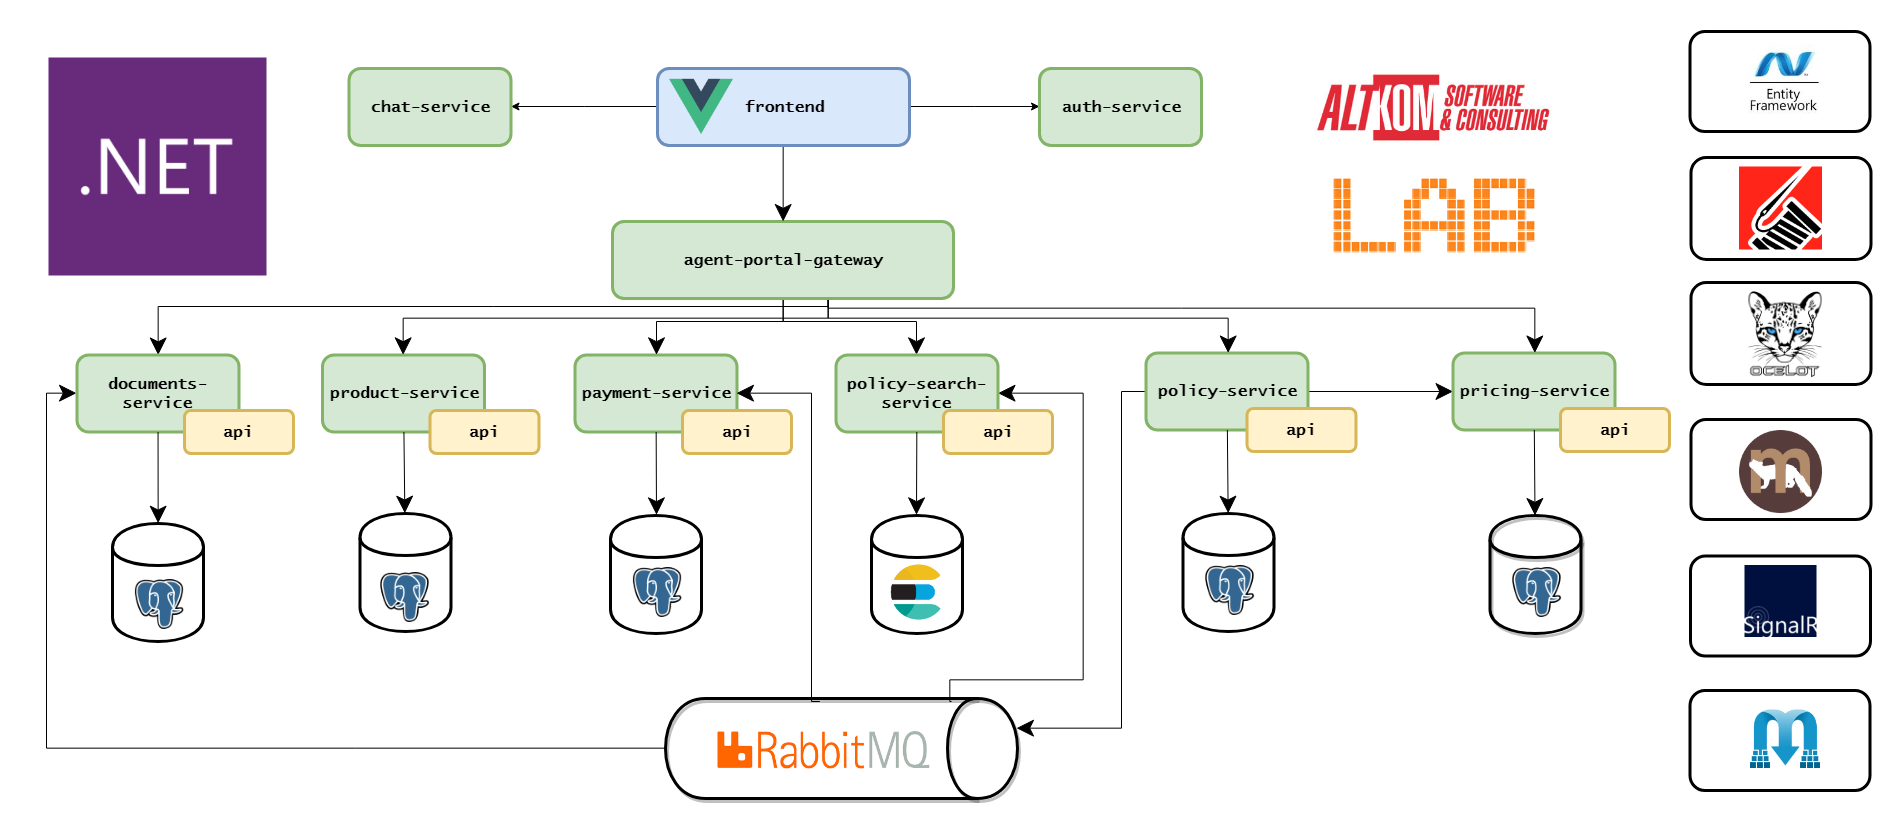 .NET
chat-service
frontend
auth-service
ALTKOM SOFTWARE
& CONSULTING
LAB
agent-portal-gateway
documents-
service
api
product-service
api
payment-service
api
policy-search-
service
api
policy-service
api
pricing-service
api
RabbitMQ
Entity
Framework
OCELOT
m
SignalR